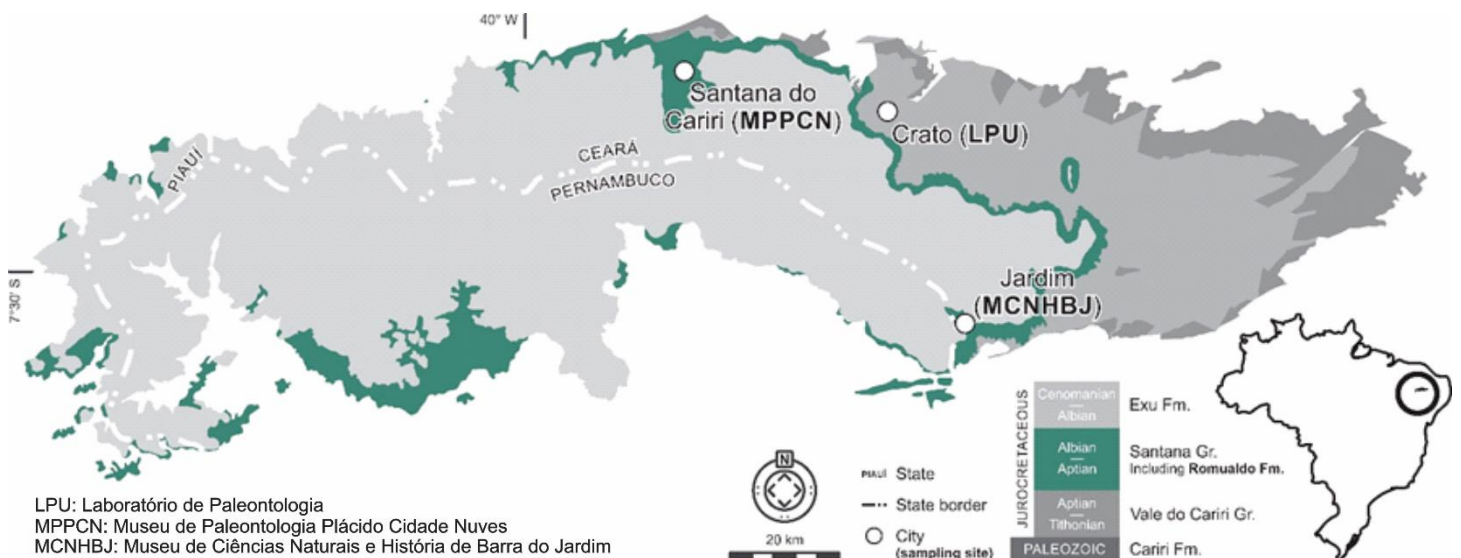 40° W
Santana do
Cariri (MPPCN)
Crato (LPU)
PIAUÍ
CEARÁ
PERNAMBUCO
7°30' S
Jardim
(MCNHBJ)
JUROCRETACEOUS
Cenomanian
Albian
Exu Fm.
Albian
Aptian
Santana Gr.
Including Romualdo Fm.
Aptian
Tithonian
Vale do Cariri Gr.
PALEOZOIC
Cariri Fm.
N
20 km
PIAUÍ State
State border
City
(sampling site)
LPU: Laboratório de Paleontologia
MPPCN: Museu de Paleontologia Plácido Cidade Nuves
MCNHBJ: Museu de Ciências Naturais e História de Barra do Jardim